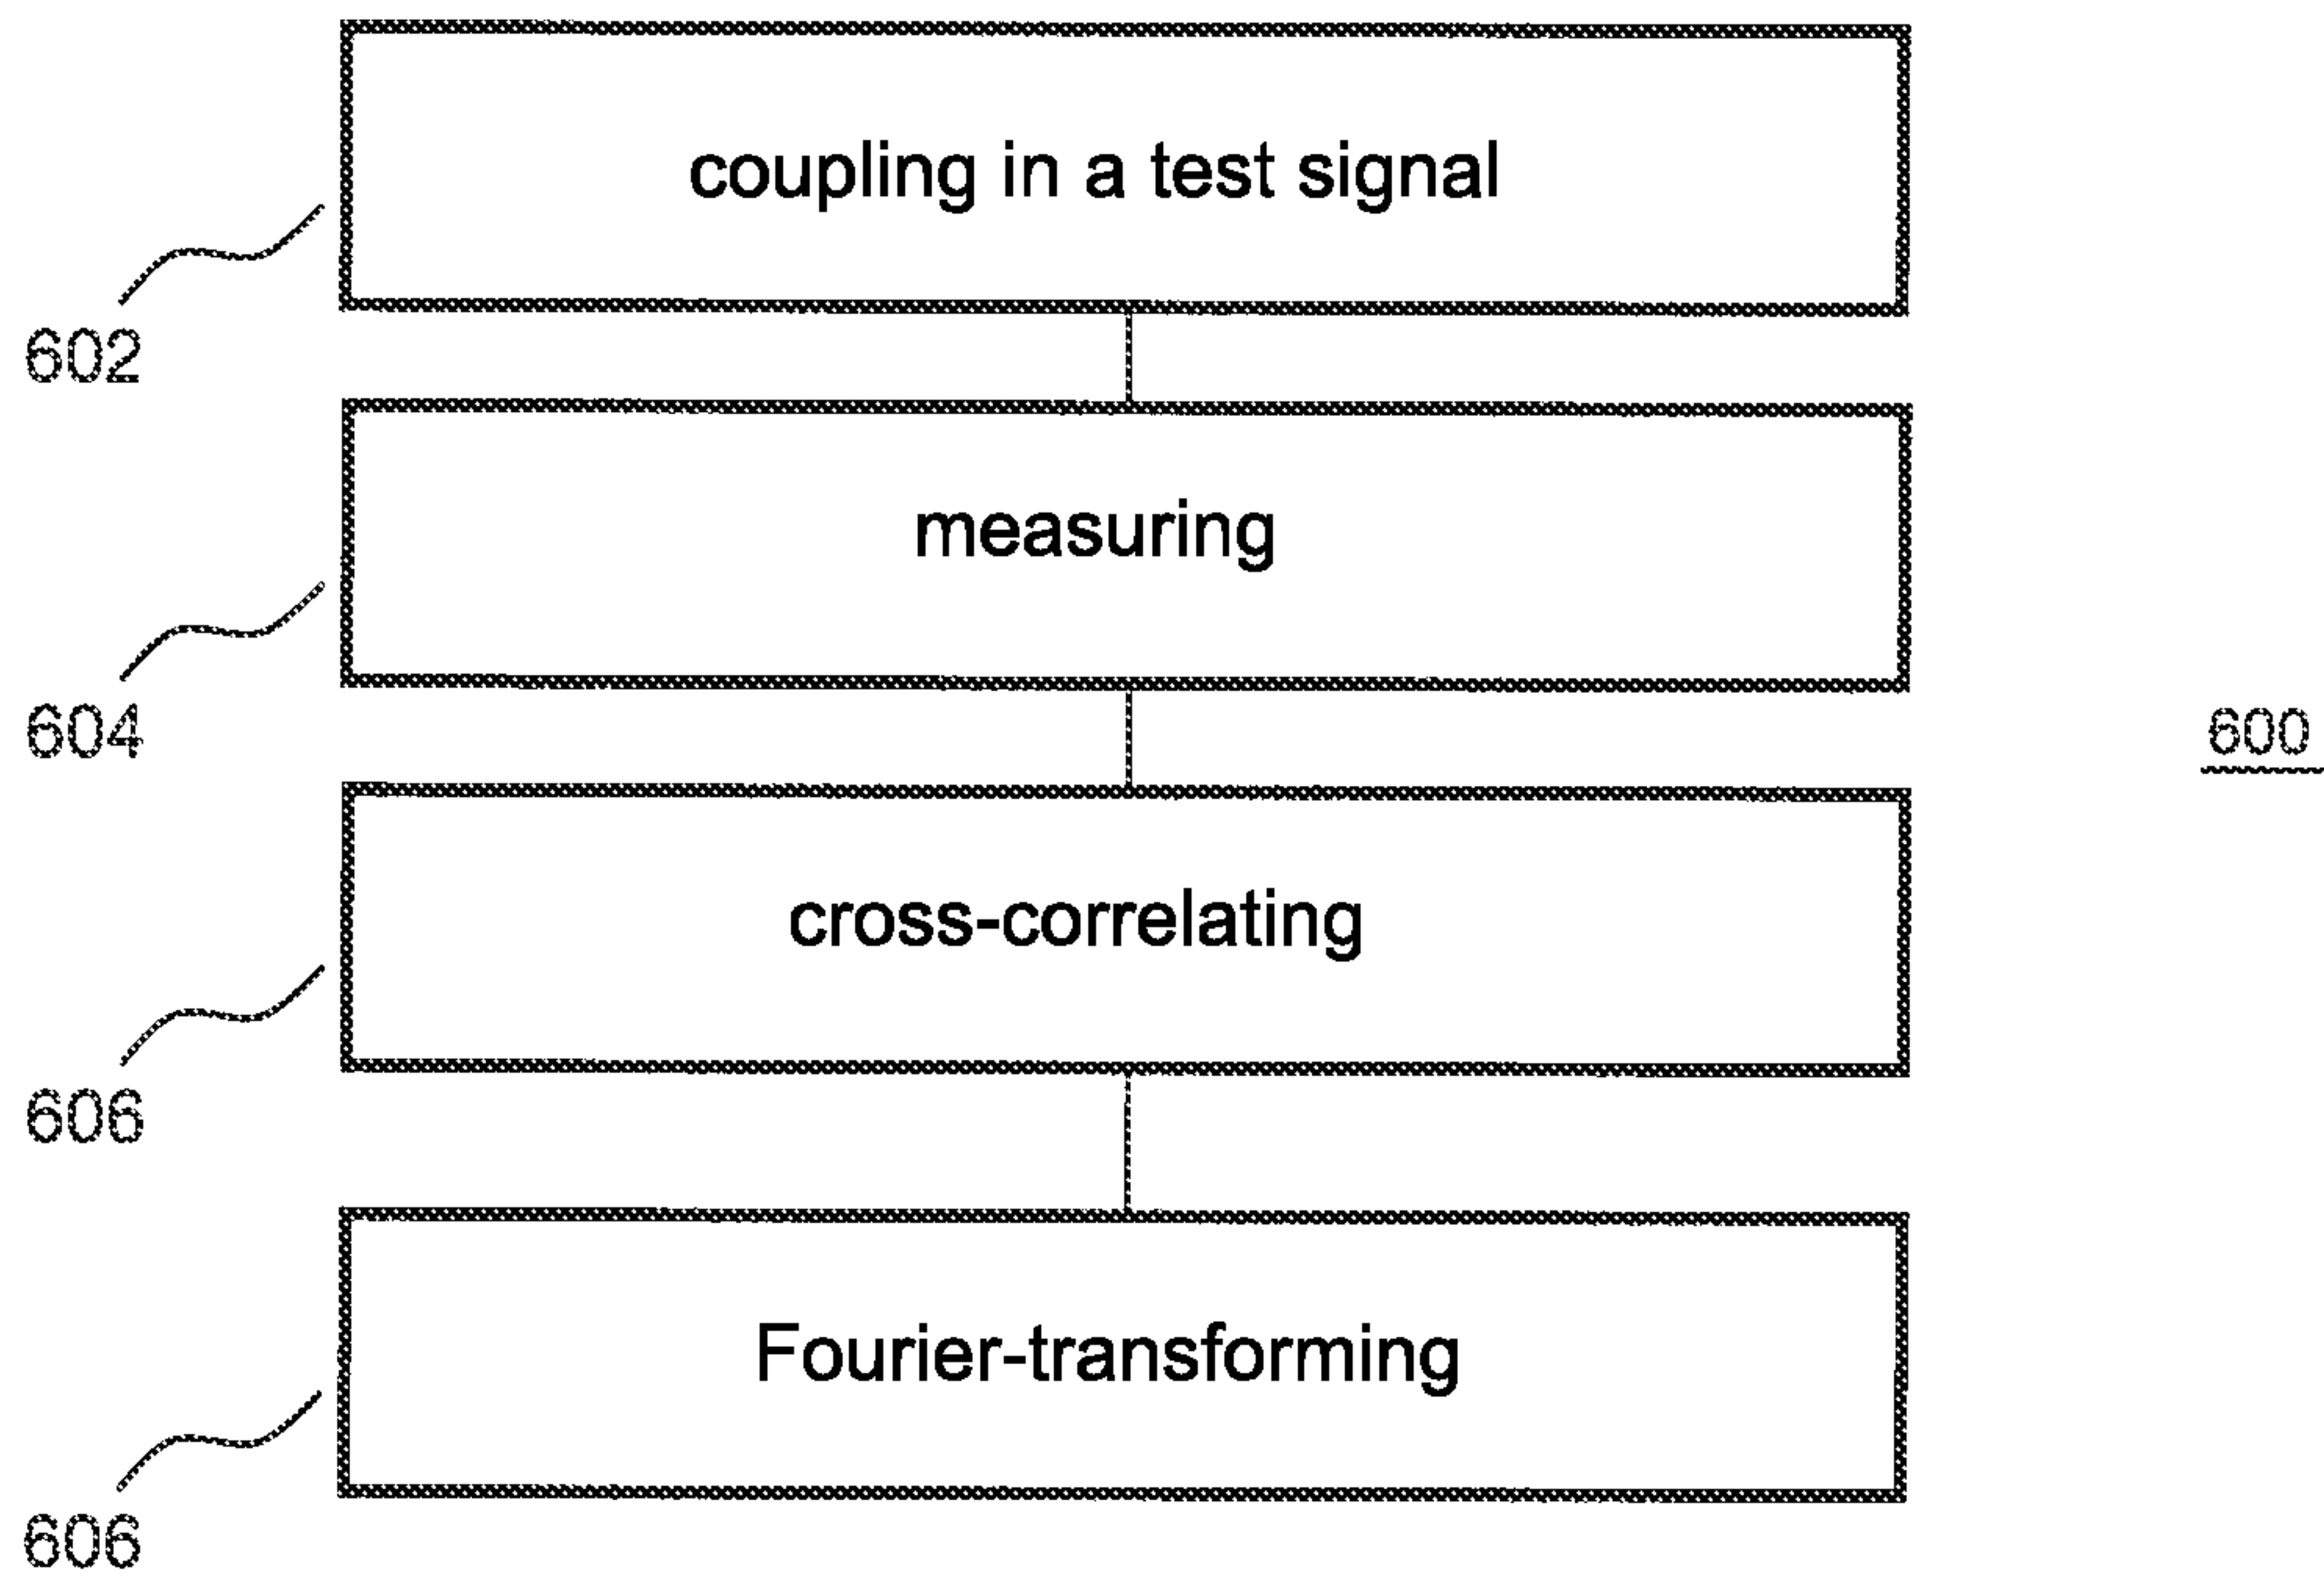 coupling in a test signal
602
measuring
604
600
cross-correlating
606
Fourier-transforming
606